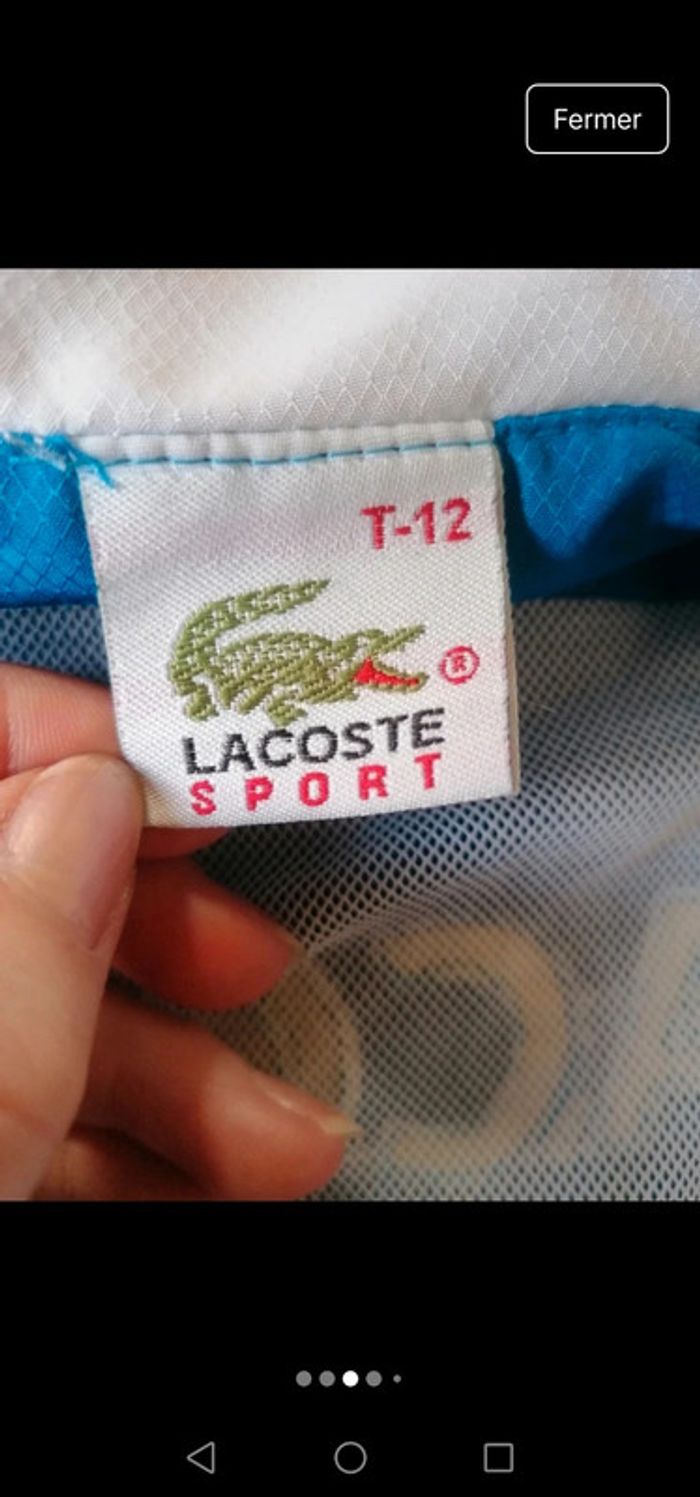 Fermer
T-12
®
LACOSTE
SPORT